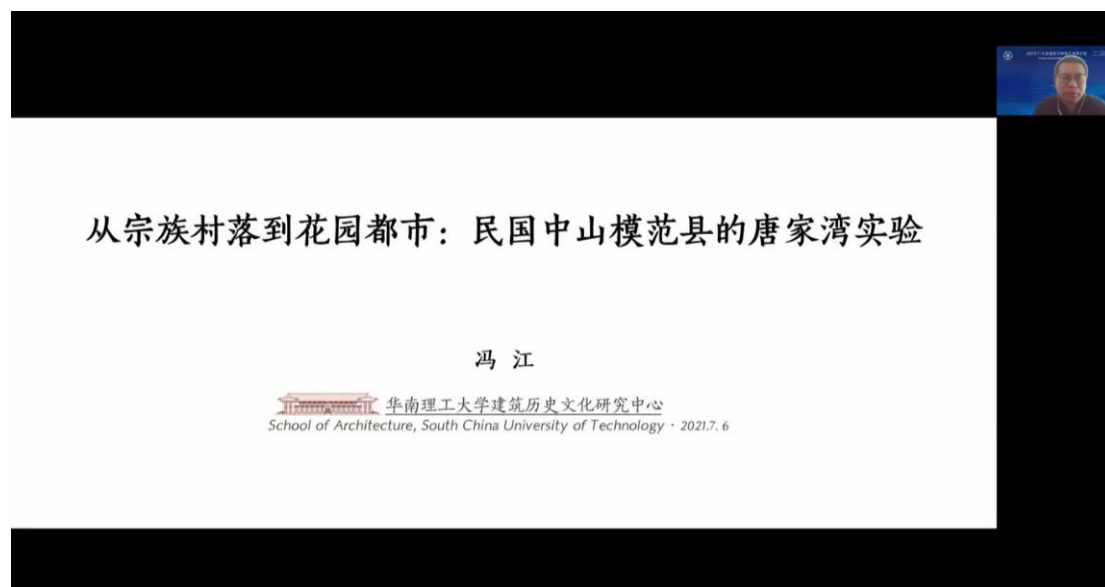 从宗族村落到花园都市：民国中山模范县的唐家湾实验
冯 江
华南理工大学建筑历史文化研究中心
School of Architecture, South China University of Technology · 2021.7.6